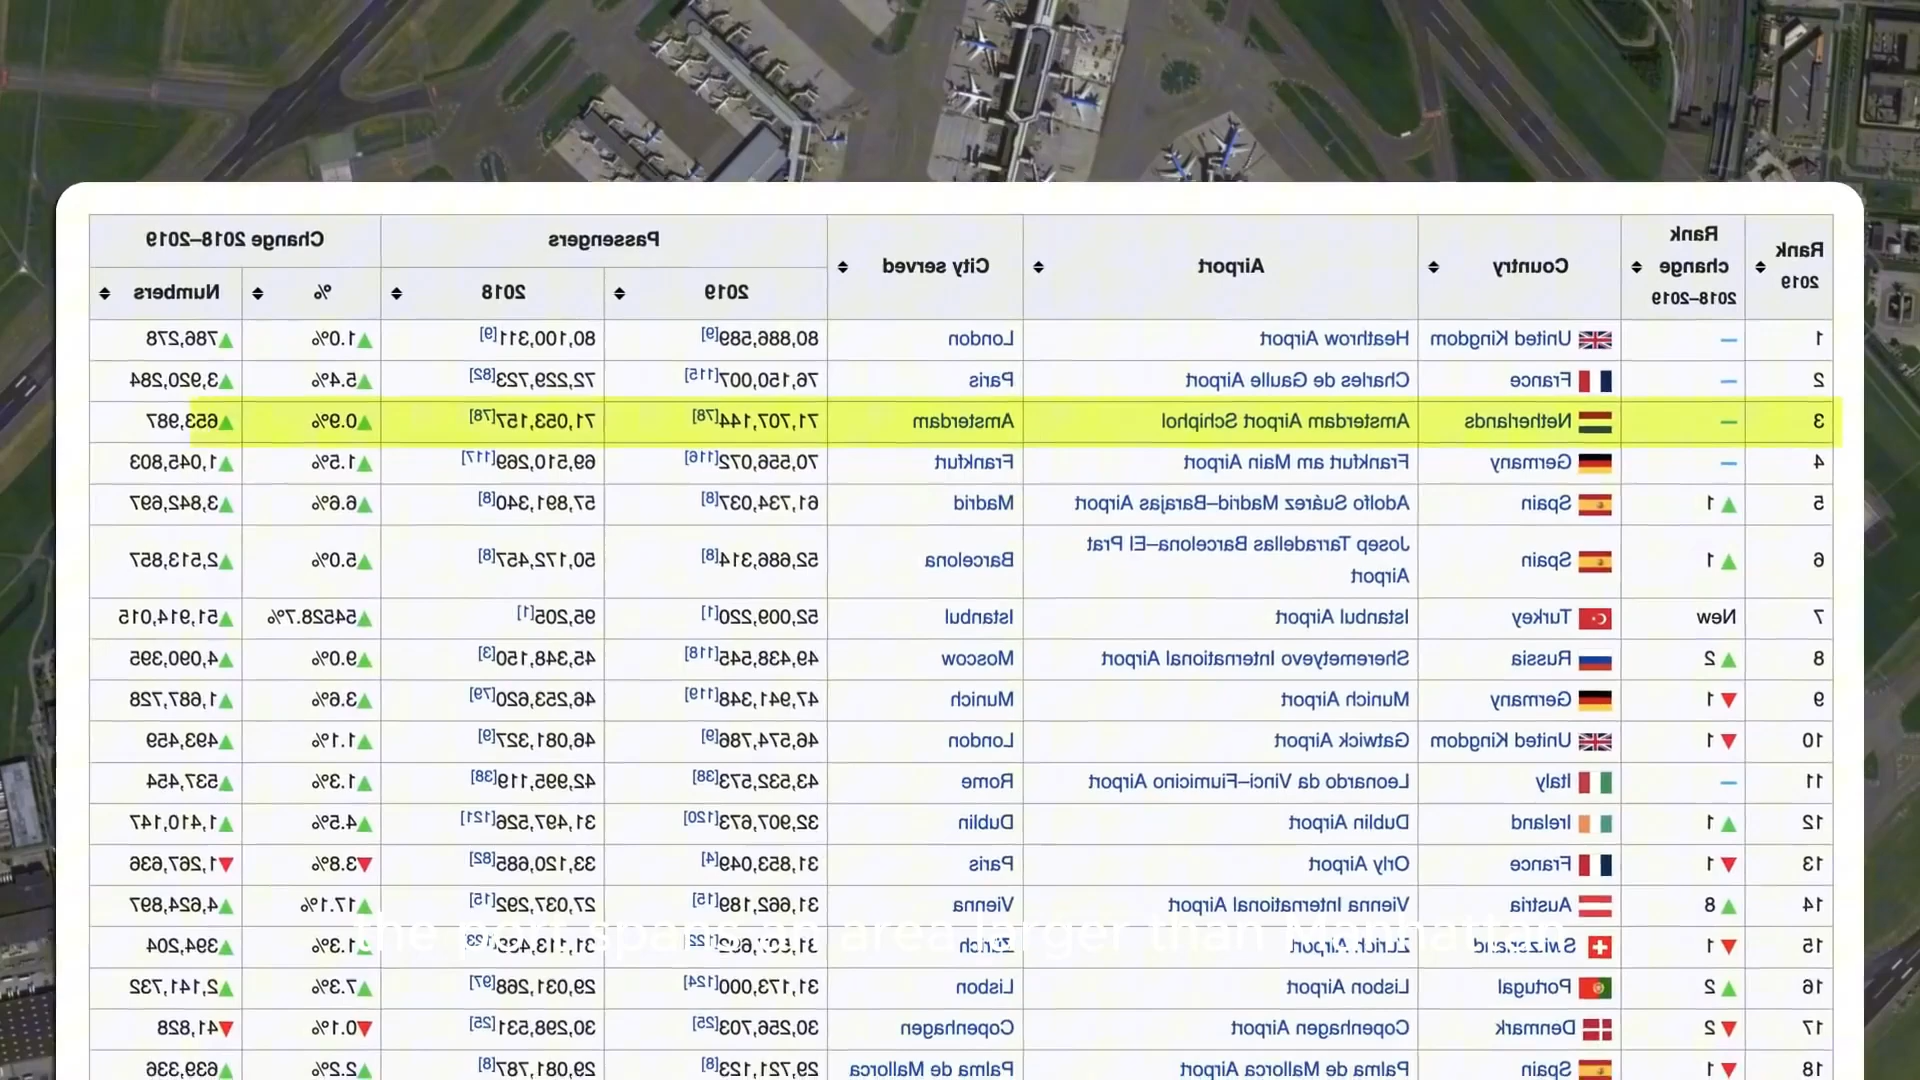 Rank 2019 Rank change 2018–2019 Country Airport City served Passengers Change 2018–2019
2019 2018 % Numbers
1 – United Kingdom Heathrow Airport London 80,886,589[9] 80,100,311[9] ▲1.0% ▲786,278
2 – France Charles de Gaulle Airport Paris 76,150,007[115] 72,229,723[82] ▲5.4% ▲3,920,284
3 – Netherlands Amsterdam Airport Schiphol Amsterdam 71,707,144[78] 71,053,157[78] ▲0.9% ▲653,987
4 – Germany Frankfurt am Main Airport Frankfurt 70,556,072[116] 69,510,269[117] ▲1.5% ▲1,045,803
5 ▲ 1 Spain Adolfo Suárez Madrid–Barajas Airport Madrid 61,734,037[8] 57,891,340[8] ▲6.6% ▲3,842,697
6 ▲ 1 Spain Josep Tarradellas Barcelona–El Prat Airport Barcelona 52,686,314[8] 50,172,457[8] ▲5.0% ▲2,513,857
7 New Turkey Istanbul Airport Istanbul 52,009,220[1] 95,205[1] ▲54528.7% ▲51,914,015
8 ▲ 2 Russia Sheremetyevo International Airport Moscow 49,438,545[118] 45,348,150[3] ▲9.0% ▲4,090,395
9 ▼ 1 Germany Munich Airport Munich 47,941,348[119] 46,253,620[79] ▲3.6% ▲1,687,728
10 ▼ 1 United Kingdom Gatwick Airport London 46,574,786[9] 46,081,327[9] ▲1.1% ▲493,459
11 – Italy Leonardo da Vinci–Fiumicino Airport Rome 43,532,573[38] 42,995,119[38] ▲1.3% ▲537,454
12 ▲ 1 Ireland Dublin Airport Dublin 32,907,673[120] 31,497,526[121] ▲4.5% ▲1,410,147
13 ▼ 1 France Orly Airport Paris 31,853,049[4] 33,120,685[82] ▼3.8% ▼1,267,636
14 ▲ 8 Austria Vienna International Airport Vienna 31,662,189[15] 27,037,292[15] ▲17.1% ▲4,624,897
the port spans an area larger than Manhattan
15 ▼ 1 Switzerland Zürich Airport Zürich ▲1.3% ▲394,204
16 ▲ 2 Portugal Lisbon Airport Lisbon 31,173,000[124] 29,031,268[97] ▲7.3% ▲2,141,732
17 ▼ 2 Denmark Copenhagen Airport Copenhagen 30,256,703[25] 30,298,531[25] ▼0.1% ▼41,828
18 ▼ 1 Spain Palma de Mallorca Airport Palma de Mallorca 29,721,123[8] 29,081,787[8] ▲2.2% ▲639,336